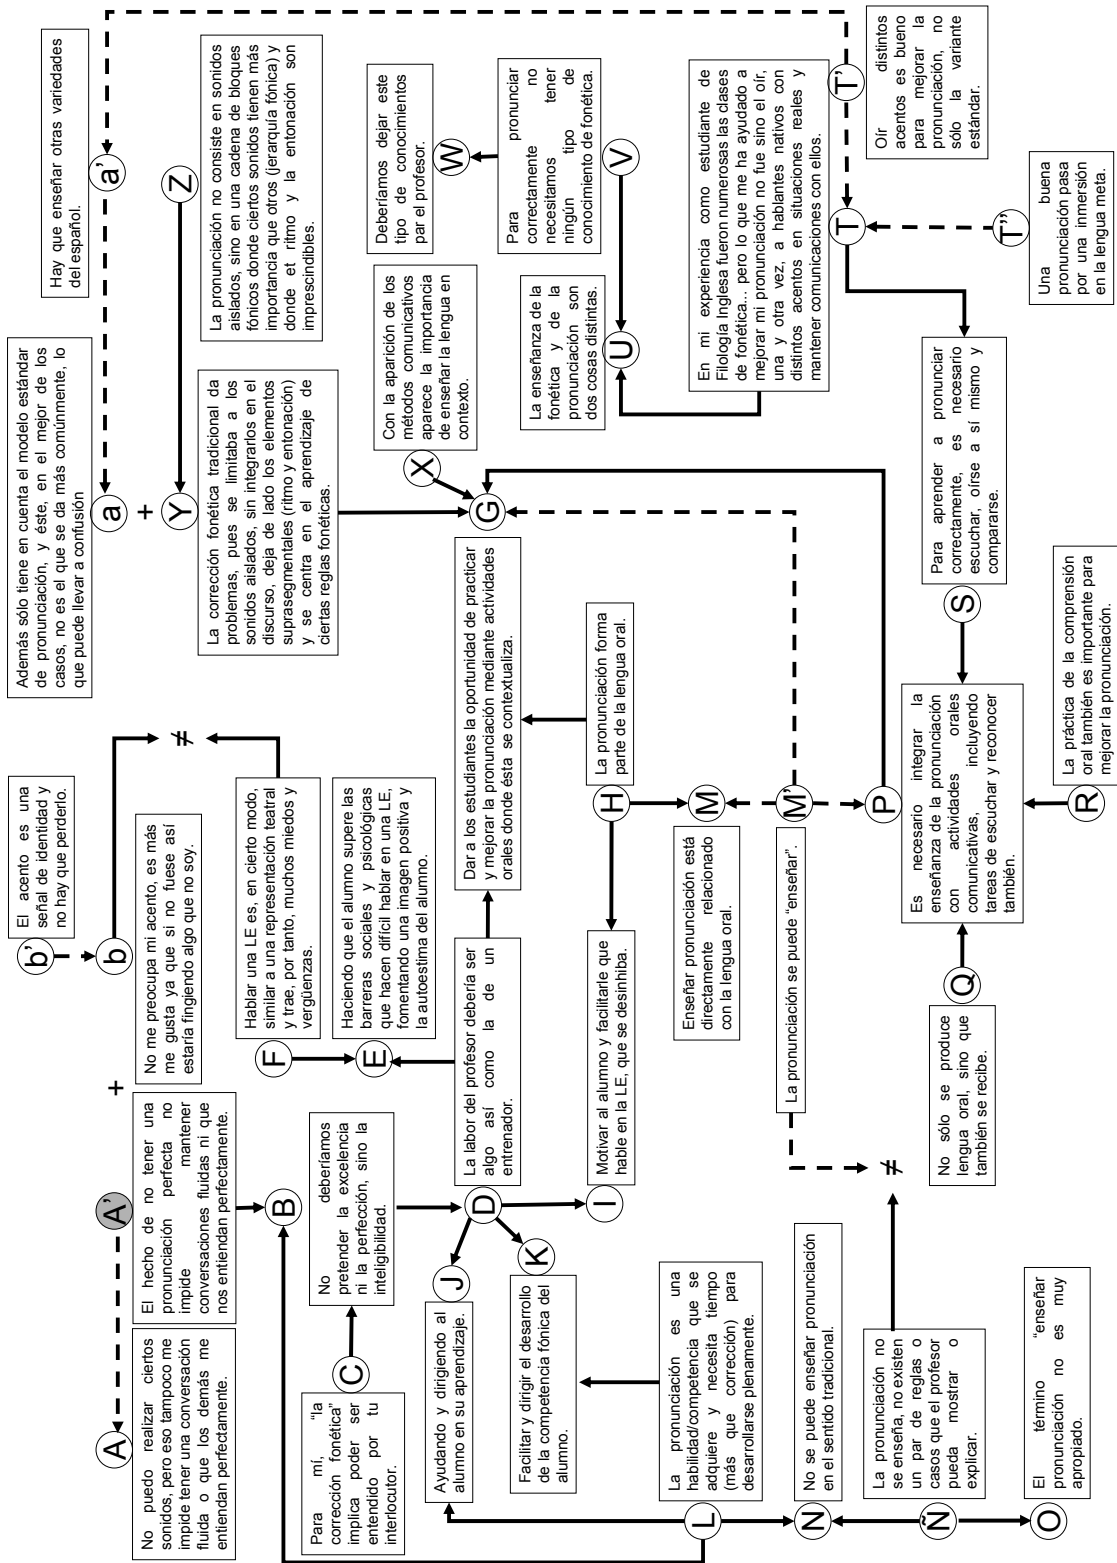 A
No puedo realizar ciertos
sonidos, pero eso tampoco me
impide tener una conversación
fluida o que los demás me
entiendan perfectamente.
A'
El hecho de no tener una
pronunciación perfecta no
impide mantener
conversaciones fluidas ni que
nos entiendan perfectamente.
+
b'
El acento es una
señal de identidad y
no hay que perderlo.
b
No me preocupa mi acento, es más
me gusta ya que si no fuese así
estaría fingiendo algo que no soy.
≠
Además sólo tiene en cuenta el modelo estándar
de pronunciación, y éste, en el mejor de los
casos, no es el que se da más comúnmente, lo
que puede llevar a confusión
a
a'
Hay que enseñar otras variedades
del español.
+
B
Y
Z
La pronunciación no consiste en sonidos
aislados, sino en una cadena de bloques
fónicos donde ciertos sonidos tienen más
importancia que otros (jerarquía fónica) y
donde et ritmo y la entonación son
imprescindibles.
La corrección fonética tradicional da
problemas, pues se limitaba a los
sonidos aislados, sin integrarlos en el
discurso, deja de lado los elementos
suprasegmentales (ritmo y entonación)
y se centra en el aprendizaje de
ciertas reglas fonéticas.
Para mí, "la
corrección fonética"
implica poder ser
entendido por tu
interlocutor.
C
No deberíamos
pretender la excelencia
ni la perfección, sino la
inteligibilidad.
F
Hablar una LE es, en cierto modo,
similar a una representación teatral
y trae, por tanto, muchos miedos y
vergüenzas.
E
Haciendo que el alumno supere las
barreras sociales y psicológicas
que hacen difícil hablar en una LE,
fomentando una imagen positiva y
la autoestima del alumno.
X
Con la aparición de los
métodos comunicativos
aparece la importancia
de enseñar la lengua en
contexto.
Deberíamos dejar este
tipo de conocimientos
par el profesor.
W
Para pronunciar
correctamente no
necesitamos tener
ningún tipo de
conocimiento de fonética.
V
J
Ayudando y dirigiendo al
alumno en su aprendizaje.
D
La labor del profesor debería ser
algo así como la de un
entrenador.
Dar a los estudiantes la oportunidad de practicar
y mejorar la pronunciación mediante actividades
orales donde ésta se contextualiza.
G
La enseñanza de la
fonética y de la
pronunciación son
dos cosas distintas.
U
K
Facilitar y dirigir el desarrollo
de la competencia fónica del
alumno.
I
Motivar al alumno y facilitarle que
hable en la LE, que se desinhiba.
H
La pronunciación forma
parte de la lengua oral.
L
La pronunciación es una
habilidad/competencia que se
adquiere y necesita tiempo
(más que corrección) para
desarrollarse plenamente.
Enseñar pronunciación está
directamente relacionado
con la lengua oral.
M
En mi experiencia como estudiante de
Filología Inglesa fueron numerosas las clases
de fonética... pero lo que me ha ayudado a
mejorar mi pronunciación no fue sino el oír,
una y otra vez, a hablantes nativos con
distintos acentos en situaciones reales y
mantener comunicaciones con ellos.
N
No se puede enseñar pronunciación
en el sentido tradicional.
La pronunciación se puede "enseñar".
M'
T
T'
Oír distintos
acentos es bueno
para mejorar la
pronunciación, no
sólo la variante
estándar.
Ñ
La pronunciación no
se enseña, no existen
un par de reglas o
casos que el profesor
pueda mostrar o
explicar.
≠
P
Es necesario integrar la
enseñanza de la pronunciación
con actividades orales
comunicativas, incluyendo
tareas de escuchar y reconocer
también.
S
Para aprender a pronunciar
correctamente, es necesario
escuchar, oírse a sí mismo y
compararse.
Q
No sólo se produce
lengua oral, sino que
también se recibe.
T''
Una buena
pronunciación pasa
por una inmersión
en la lengua meta.
O
El término "enseñar
pronunciación no es muy
apropiado.
R
La práctica de la comprensión
oral también es importante para
mejorar la pronunciación.